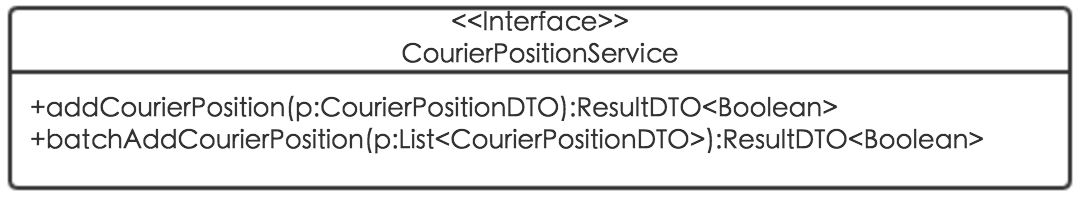 <<Interface>>
CourierPositionService
+addCourierPosition(p:CourierPositionDTO):ResultDTO<Boolean>
+batchAddCourierPosition(p:List<CourierPositionDTO>):ResultDTO<Boolean>